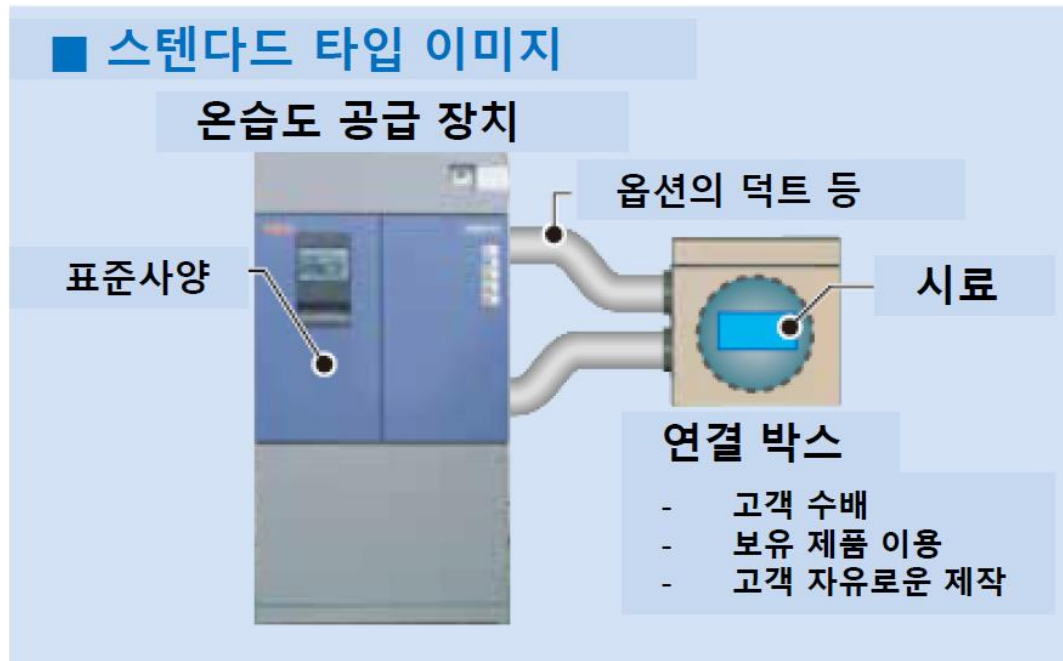 ■ 스텐다드 타입 이미지
온습도 공급 장치
옵션의 덕트 등
표준사양
시료
연결 박스
- 고객 수배
- 보유 제품 이용
- 고객 자유로운 제작